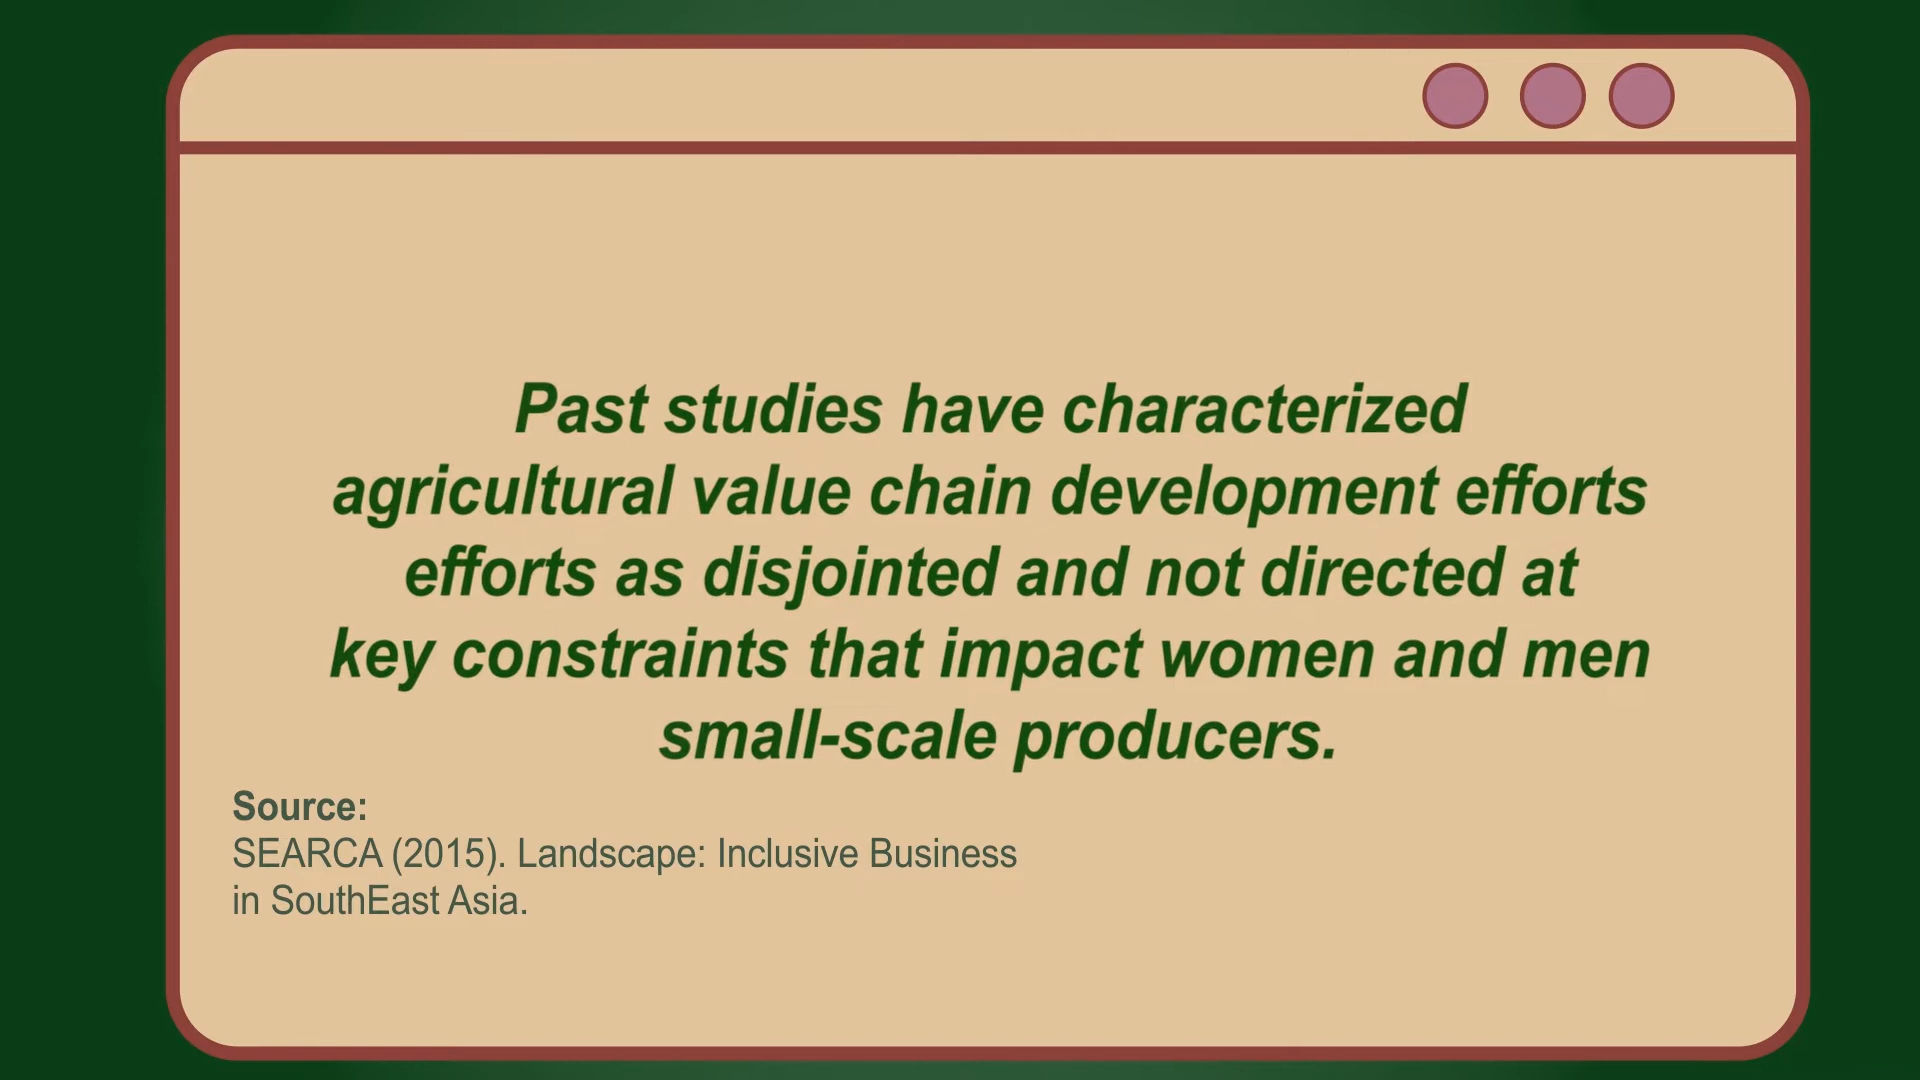 Past studies have characterized
agricultural value chain development efforts
efforts as disjointed and not directed at
key constraints that impact women and men
small-scale producers.
Source:
SEARCA (2015). Landscape: Inclusive Business
in SouthEast Asia.